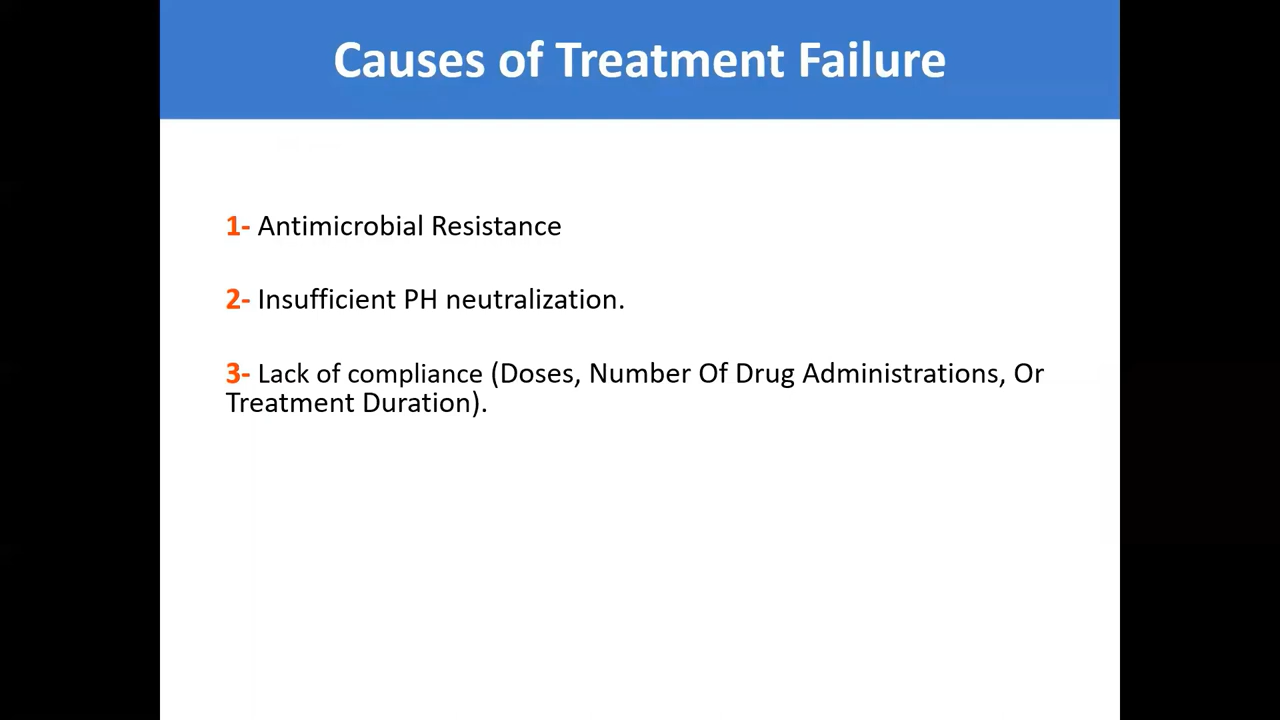 Causes of Treatment Failure
1- Antimicrobial Resistance
2- Insufficient PH neutralization.
3- Lack of compliance (Doses, Number Of Drug Administrations, Or
Treatment Duration).